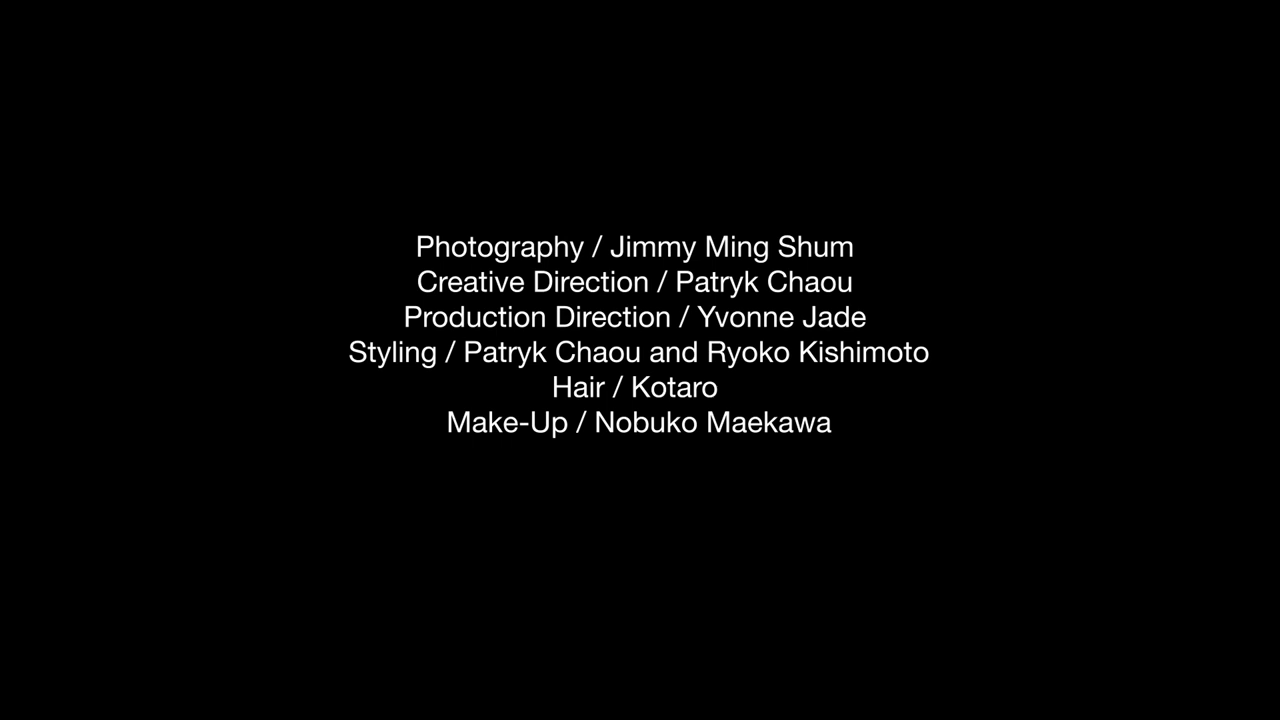 Photography / Jimmy Ming Shum
Creative Direction / Patryk Chaou
Production Direction / Yvonne Jade
Styling / Patryk Chaou and Ryoko Kishimoto
Hair / Kotaro
Make-Up / Nobuko Maekawa